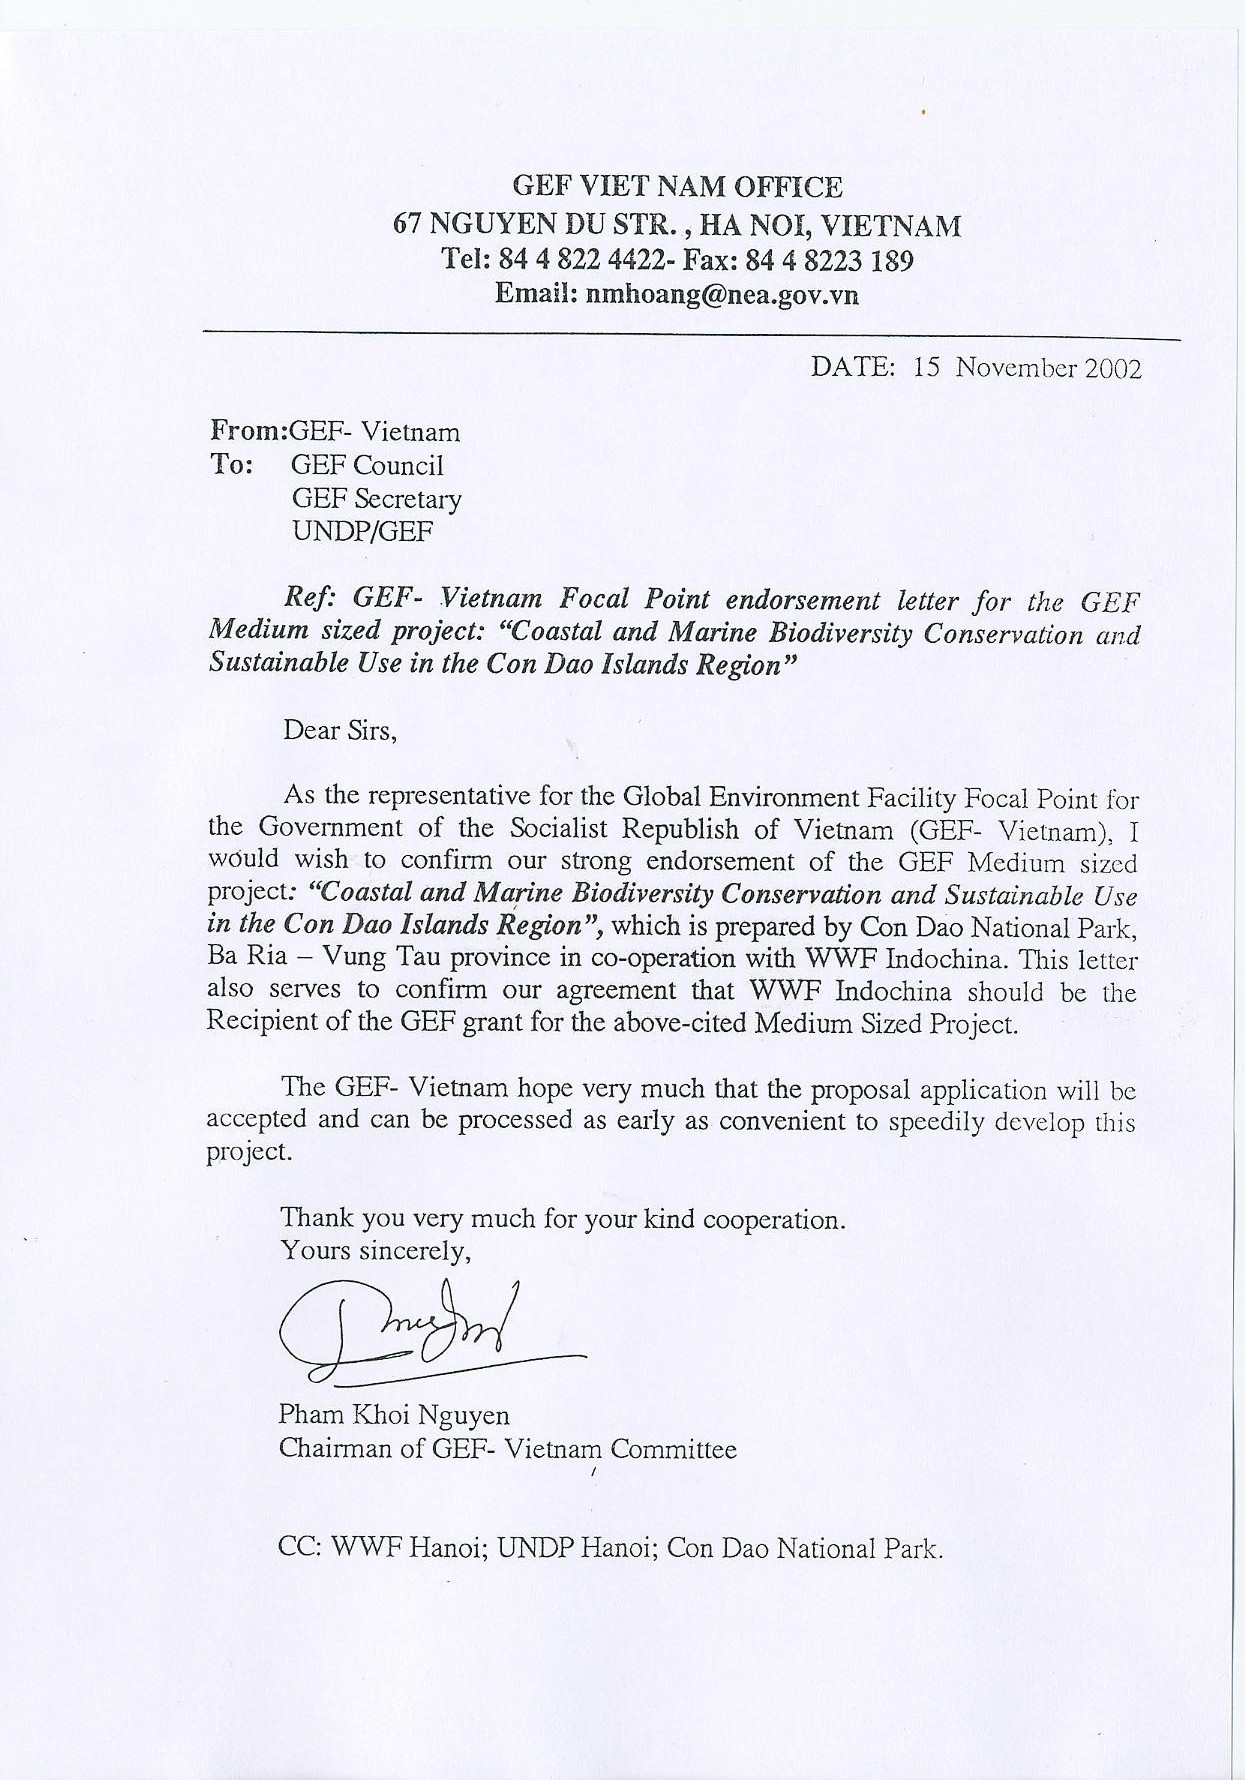 GEF VIET NAM OFFICE
67 NGUYEN DU STR. , HA NOI, VIETNAM
Tel: 84 4 822 4422- Fax: 84 4 8223 189
Email: nmhoang@nea.gov.vn
DATE: 15 November 2002
From:GEF- Vietnam
To: GEF Council
GEF Secretary
UNDP/GEF
Ref: GEF- Vietnam Focal Point endorsement letter for the GEF
Medium sized project: “Coastal and Marine Biodiversity Conservation and
Sustainable Use in the Con Dao Islands Region”
Dear Sirs,
As the representative for the Global Environment Facility Focal Point for
the Government of the Socialist Republish of Vietnam (GEF- Vietnam), I
would wish to confirm our strong endorsement of the GEF Medium sized
project: “Coastal and Marine Biodiversity Conservation and Sustainable Use
in the Con Dao Islands Region”, which is prepared by Con Dao National Park,
Ba Ria – Vung Tau province in co-operation with WWF Indochina. This letter
also serves to confirm our agreement that WWF Indochina should be the
Recipient of the GEF grant for the above-cited Medium Sized Project.
The GEF- Vietnam hope very much that the proposal application will be
accepted and can be processed as early as convenient to speedily develop this
project.
Thank you very much for your kind cooperation.
Yours sincerely,
Pham Khoi Nguyen
Chairman of GEF- Vietnam Committee
CC: WWF Hanoi; UNDP Hanoi; Con Dao National Park.